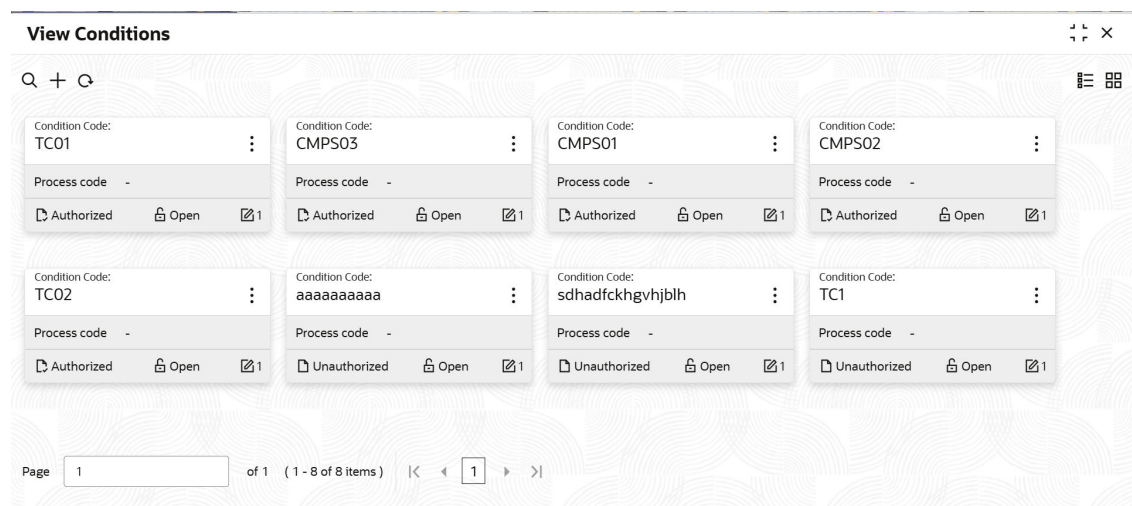 View Conditions
Condition Code: Condition Code: Condition Code: Condition Code:
TC01 CMPS03 CMPS01 CMPS02
Process code - Process code - Process code - Process code -
Authorized Open 1 Authorized Open 1 Authorized Open 1 Authorized Open 1
Condition Code: Condition Code: Condition Code: Condition Code:
TC02 aaaaaaaaaa sdhadfckhgvhjblh TC1
Process code - Process code - Process code - Process code -
Authorized Open 1 Unauthorized Open 1 Unauthorized Open 1 Unauthorized Open 1
Page 1 of 1 ( 1 - 8 of 8 items ) 1